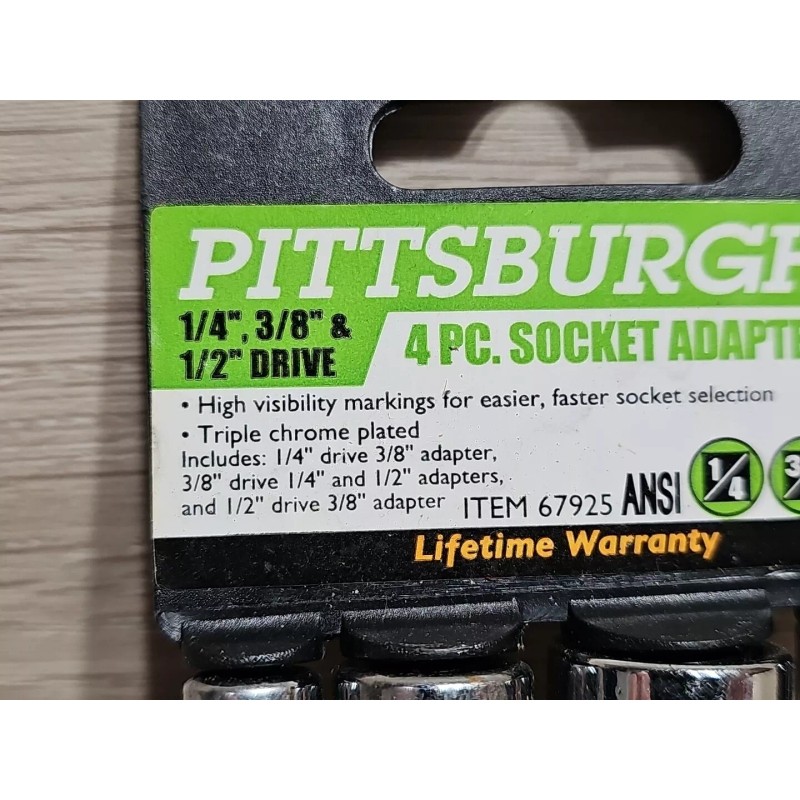 PITTSBURGH
1/4", 3/8" &
1/2" DRIVE
4 PC. SOCKET ADAPTE
• High visibility markings for easier, faster socket selection
• Triple chrome plated
Includes: 1/4" drive 3/8" adapter,
3/8" drive 1/4" and 1/2" adapters,
and 1/2" drive 3/8" adapter
ITEM 67925 ANSI 1/4 3/
Lifetime Warranty